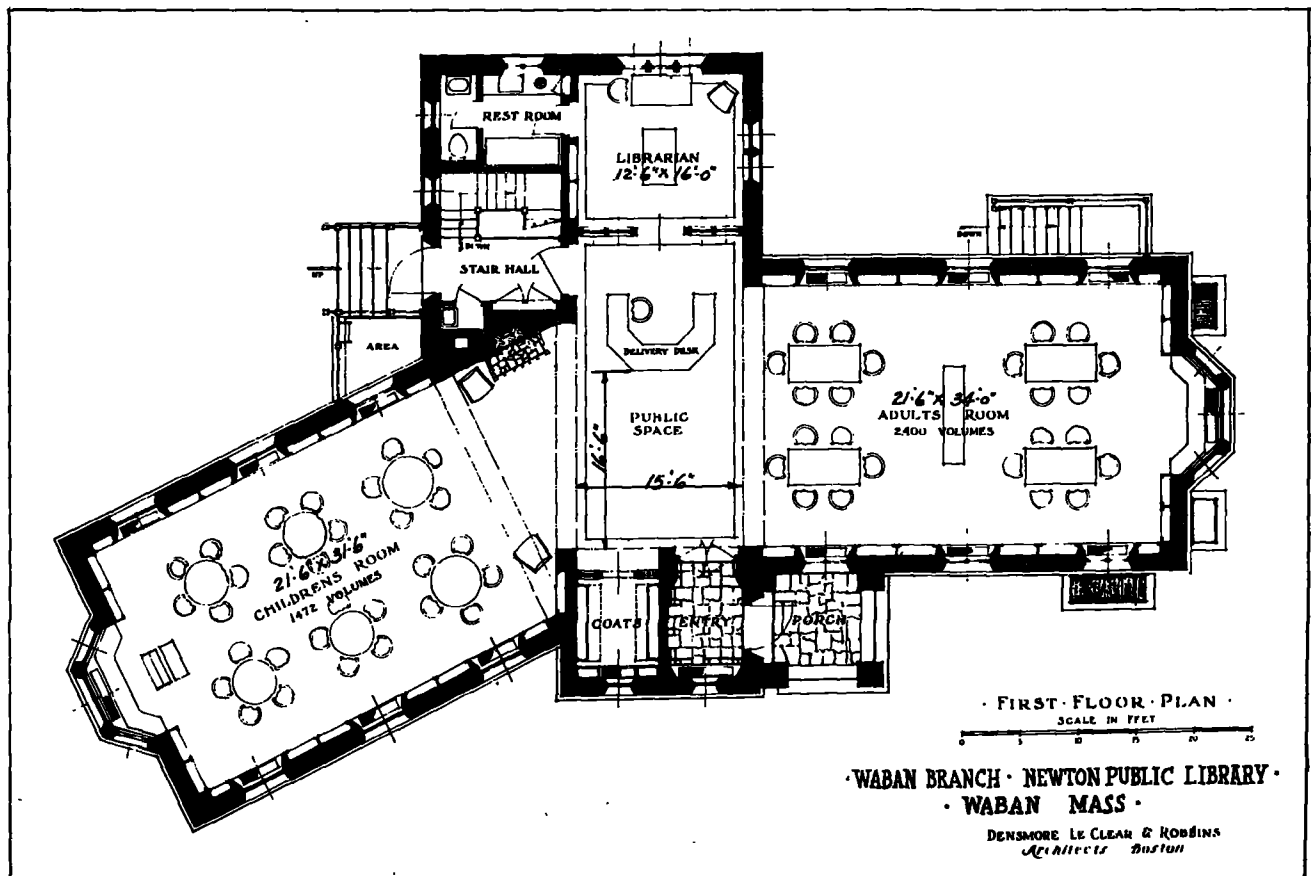 REST ROOM
LIBRARIAN
12'-6" X 16'-0"
DOWN
STAIR HALL
UP
AREA
DELIVERY DESK
PUBLIC
SPACE
16'-6"
15'-6"
DOWN
21'-6" X 34'-0"
ADULTS ROOM
2400 VOLUMES
21'-6" X 31'-6"
CHILDRENS ROOM
1472 VOLUMES
COATS
ENTRY
PORCH
· FIRST · FLOOR · PLAN ·
SCALE IN FEET
0 5 10 15 20 25
· WABAN BRANCH · NEWTON PUBLIC LIBRARY ·
· WABAN MASS ·
DENSMORE LE CLEAR & ROBBINS
Architects Boston